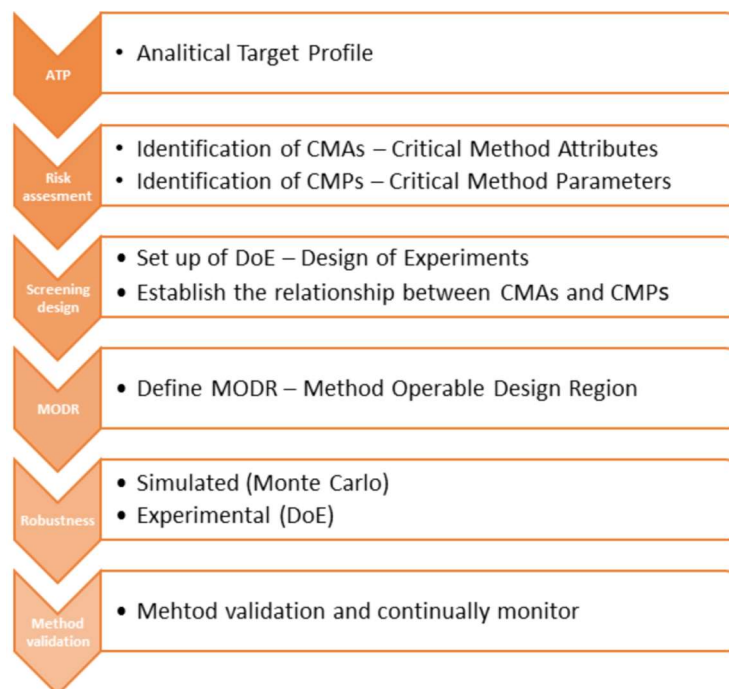 ATP
• Analitical Target Profile
Risk
assesment
• Identification of CMAs – Critical Method Attributes
• Identification of CMPs – Critical Method Parameters
Screening
design
• Set up of DoE – Design of Experiments
• Establish the relationship between CMAs and CMPs
MODR
• Define MODR – Method Operable Design Region
Robustness
• Simulated (Monte Carlo)
• Experimental (DoE)
Method
validation
• Mehtod validation and continually monitor